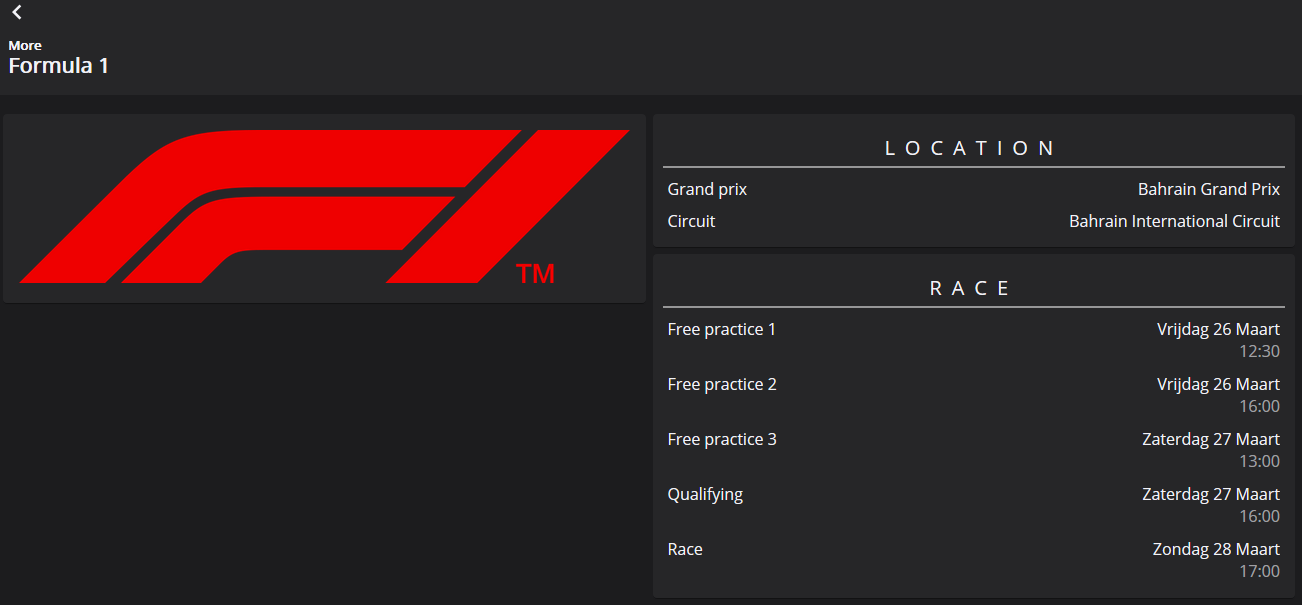 More
Formula 1
F1
TM
LOCATION
Grand prix Bahrain Grand Prix
Circuit Bahrain International Circuit
RACE
Free practice 1 Vrijdag 26 Maart
12:30
Free practice 2 Vrijdag 26 Maart
16:00
Free practice 3 Zaterdag 27 Maart
13:00
Qualifying Zaterdag 27 Maart
16:00
Race Zondag 28 Maart
17:00